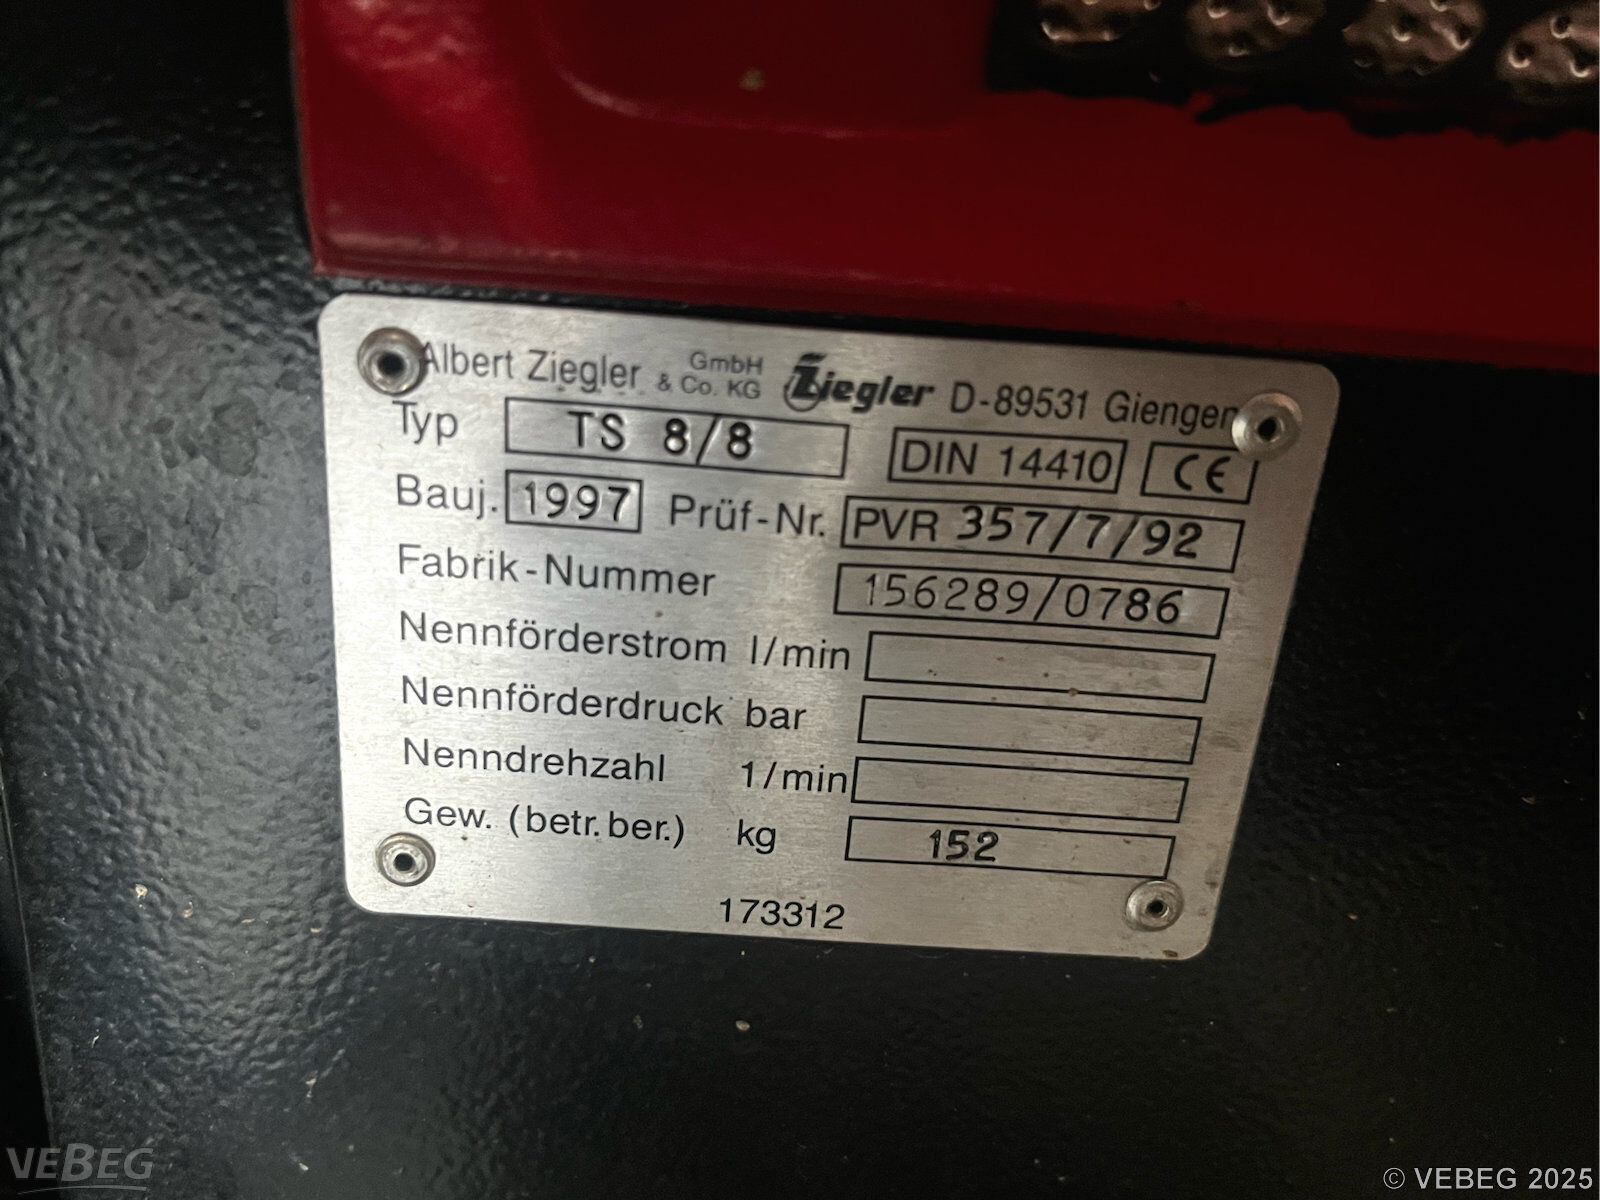 Albert Ziegler GmbH & Co. KG Ziegler D-89531 Giengen
Typ TS 8/8 DIN 14410 CE
Bauj. 1997 Prüf-Nr. PVR 357/7/92
Fabrik-Nummer 156289/0786
Nennförderstrom l/min
Nennförderdruck bar
Nenndrehzahl 1/min
Gew. (betr. ber.) kg 152
173312
VEBEG
© VEBEG 2025